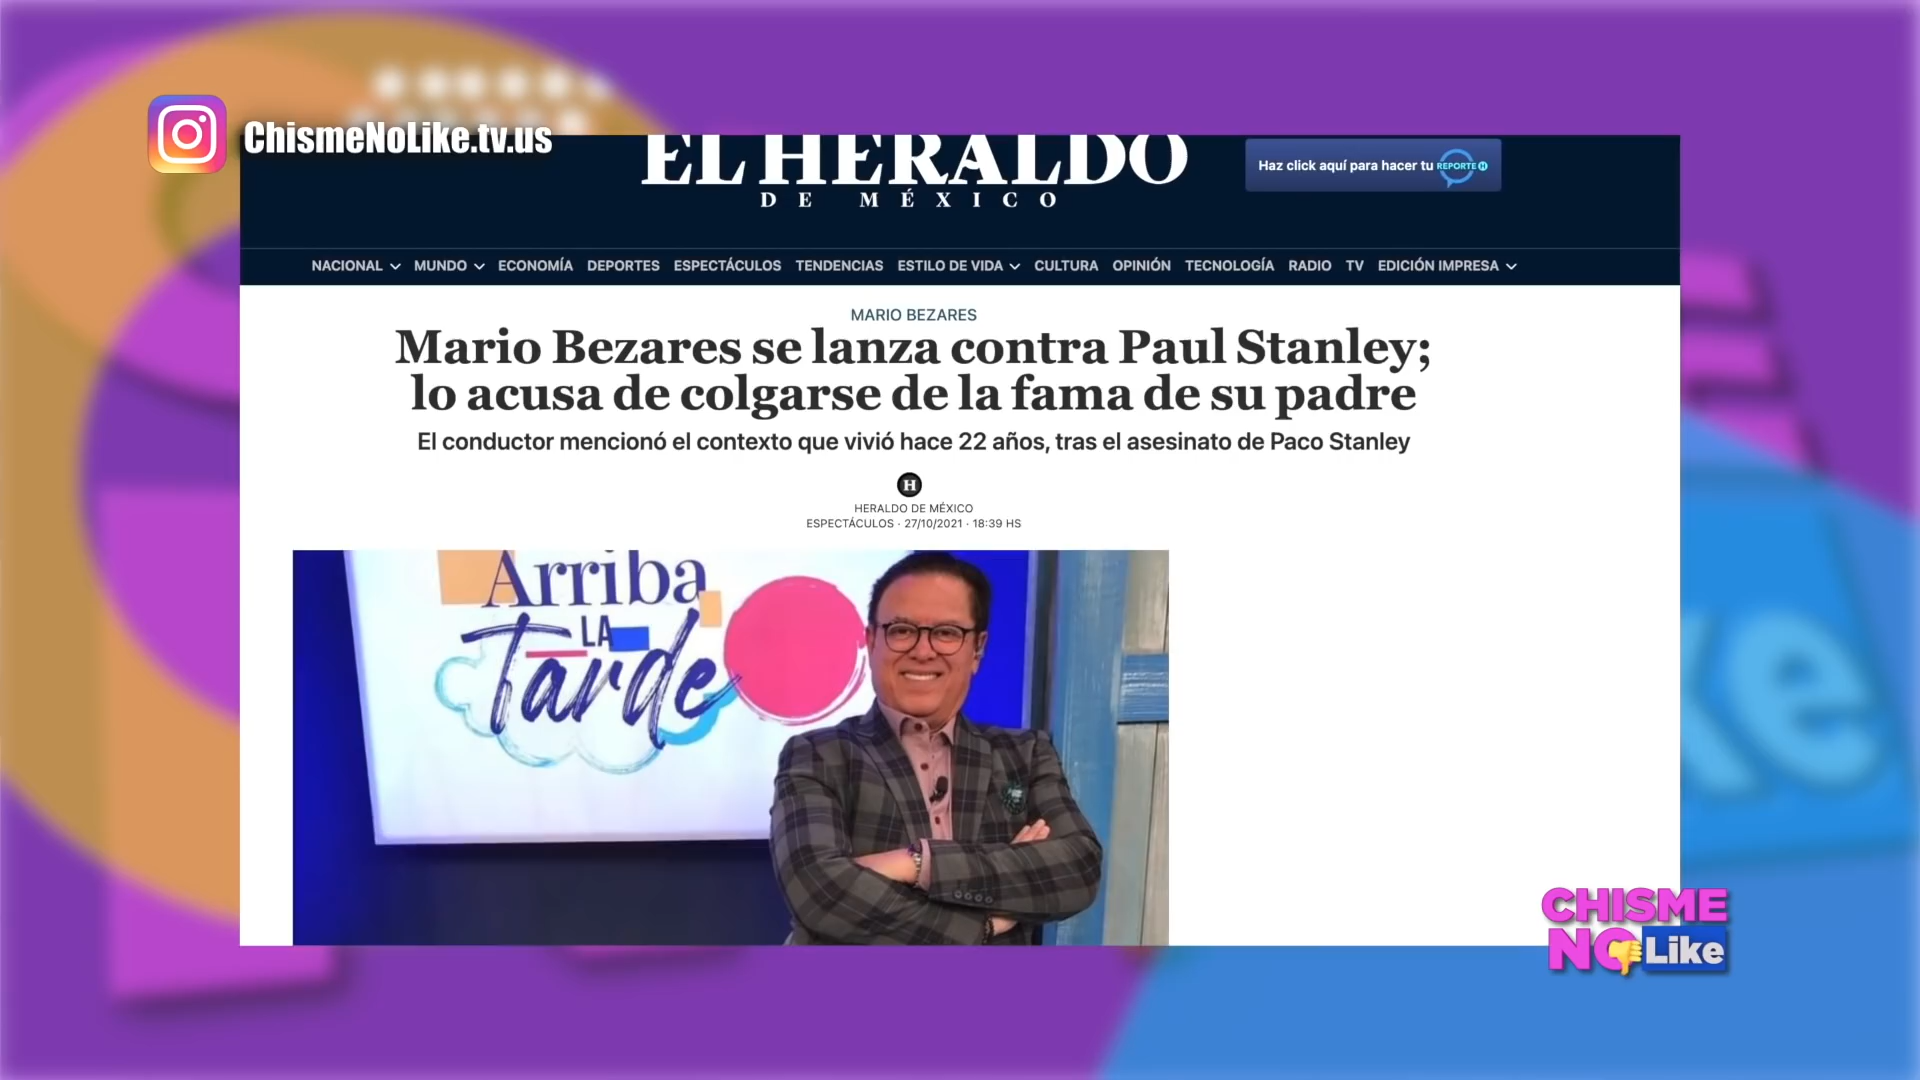 ChismeNoLike.tv.us
EL HERALDO
DE MÉXICO
Haz click aquí para hacer tu REPORTE H
NACIONAL MUNDO ECONOMÍA DEPORTES ESPECTÁCULOS TENDENCIAS ESTILO DE VIDA CULTURA OPINIÓN TECNOLOGÍA RADIO TV EDICIÓN IMPRESA
MARIO BEZARES
Mario Bezares se lanza contra Paul Stanley;
lo acusa de colgarse de la fama de su padre
El conductor mencionó el contexto que vivió hace 22 años, tras el asesinato de Paco Stanley
H
HERALDO DE MÉXICO
ESPECTÁCULOS · 27/10/2021 · 18:39 HS
Arriba
LA
Tarde
CHISME
NO Like